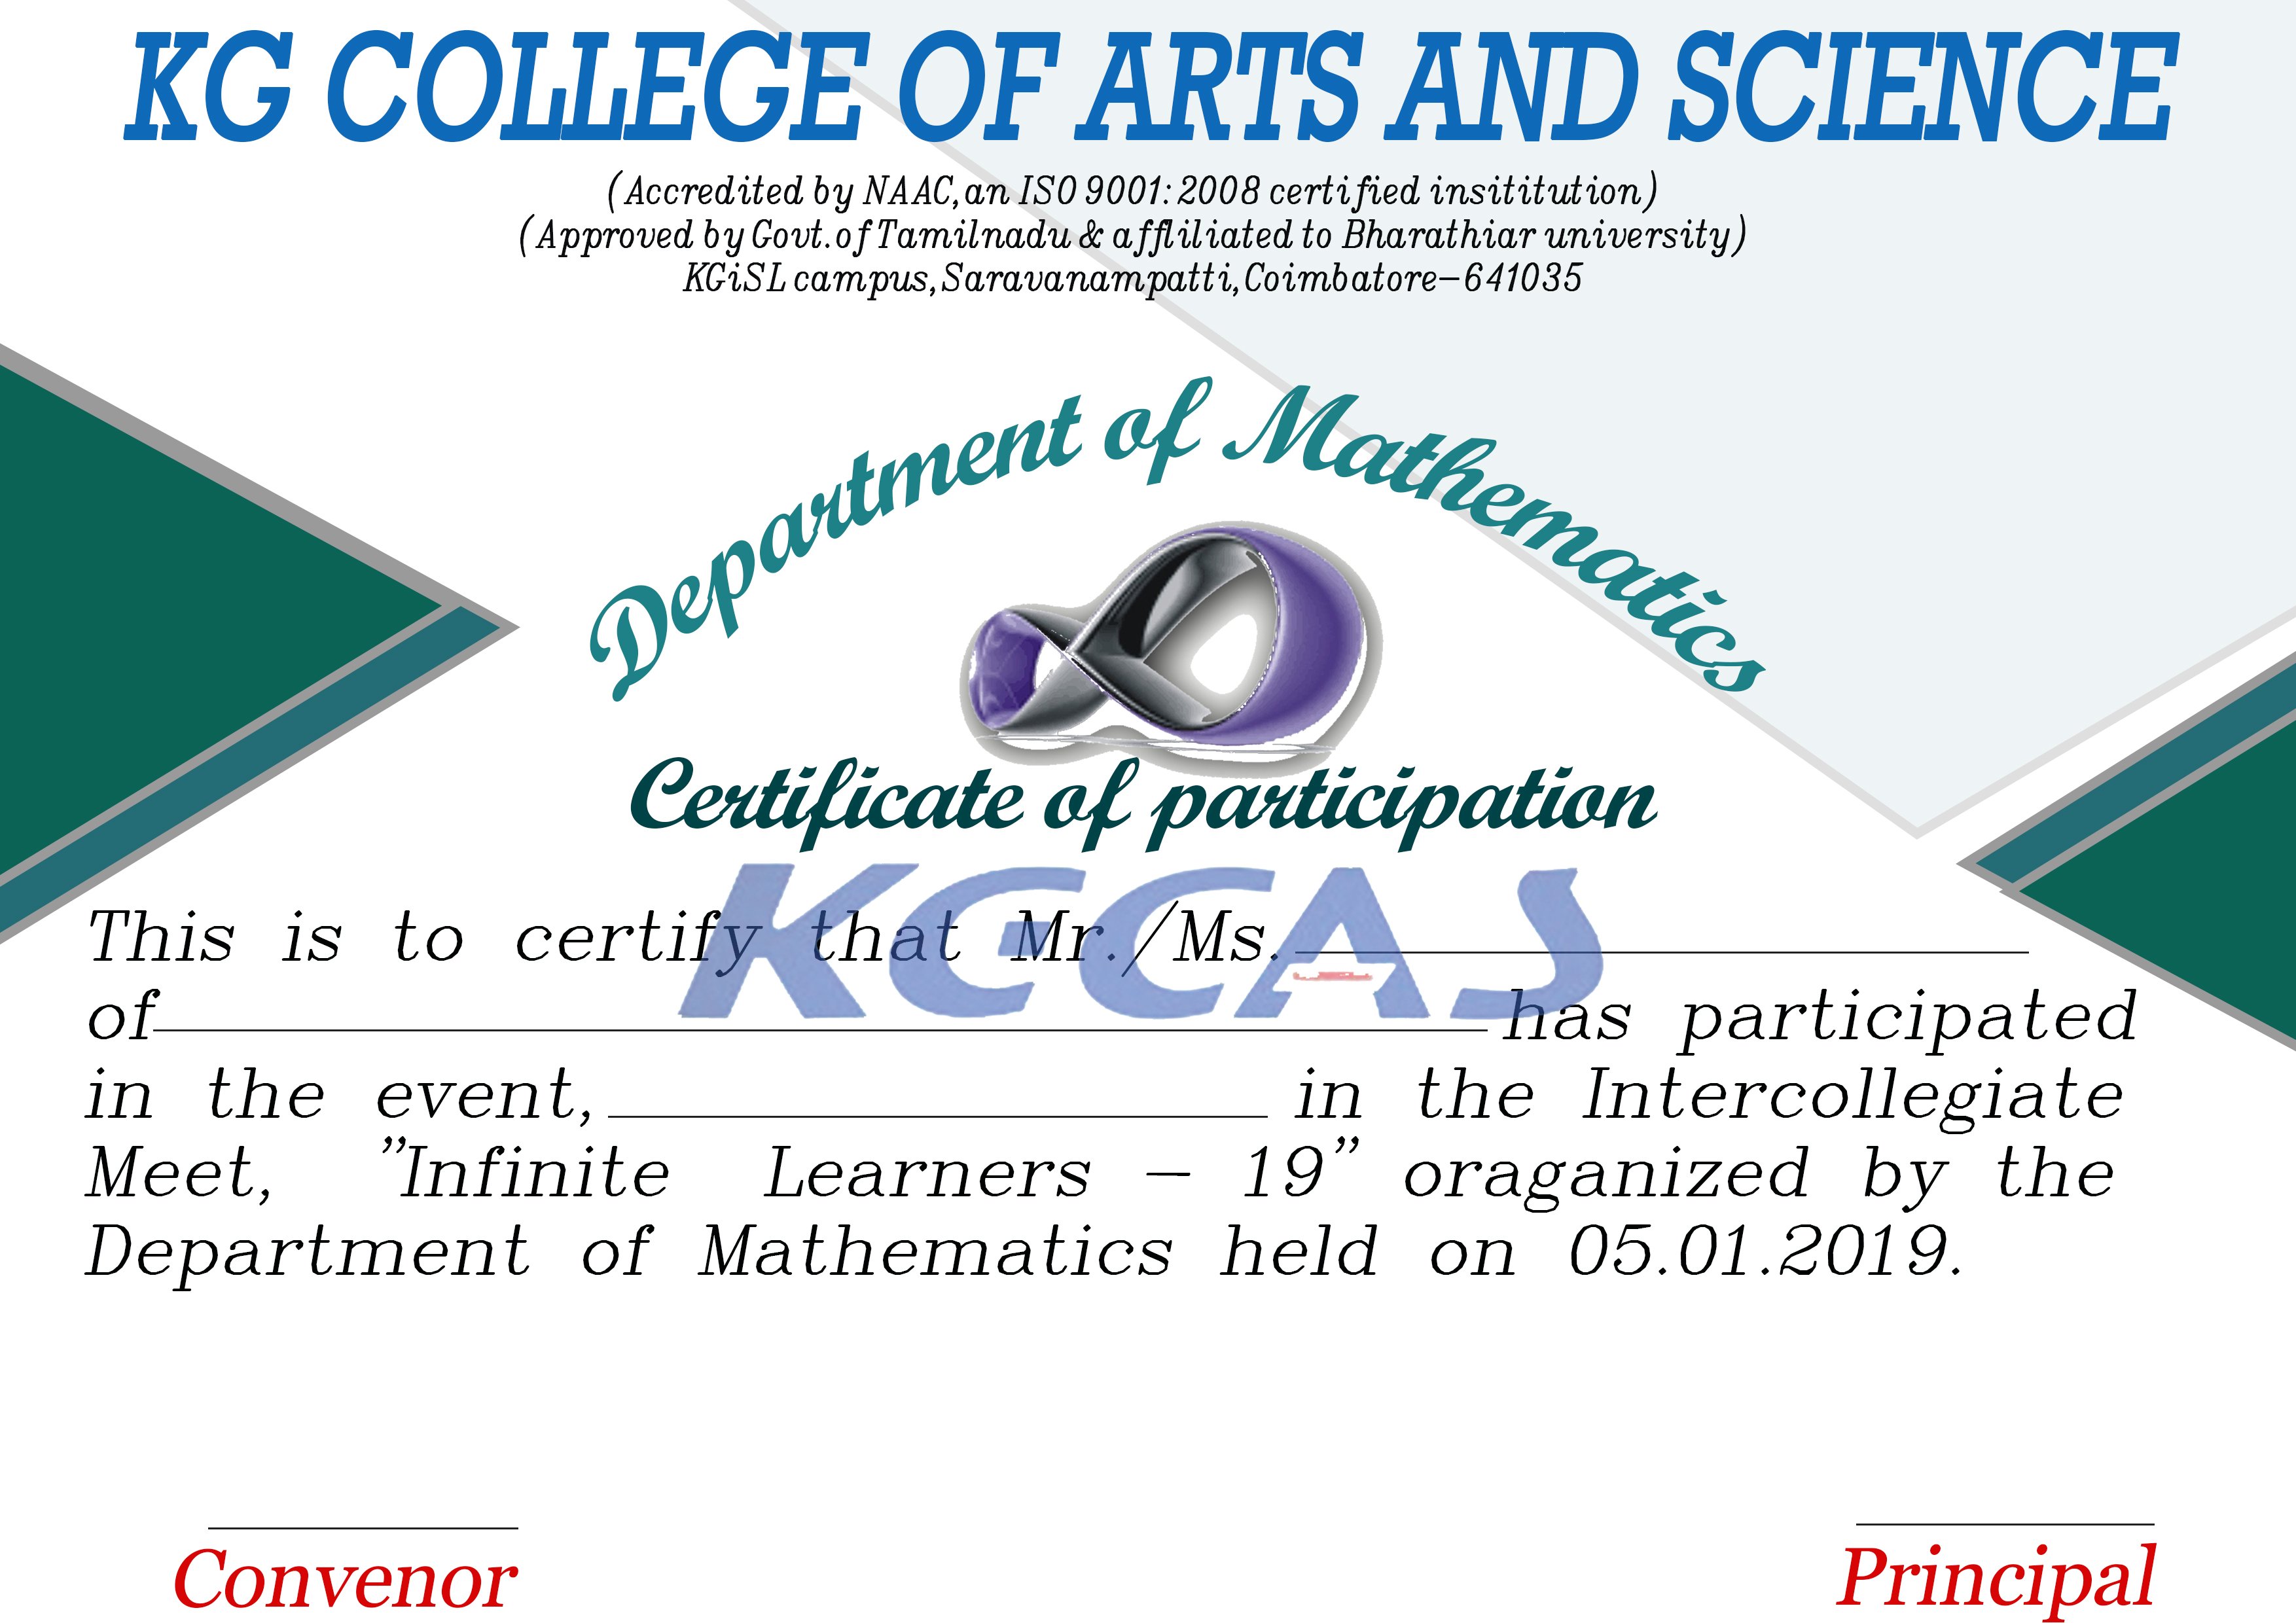 KG COLLEGE OF ARTS AND SCIENCE
(Accredited by NAAC, an ISO 9001: 2008 certified insititution)
(Approved by Govt. of Tamilnadu & affliliated to Bharathiar university)
KGiSL campus, Saravanampatti, Coimbatore-641035
Department of Mathematics
Certificate of participation
KGCAS
This is to certify that Mr./Ms.
of has participated
in the event, in the Intercollegiate
Meet, "Infinite Learners - 19" oraganized by the
Department of Mathematics held on 05.01.2019.
Convenor Principal